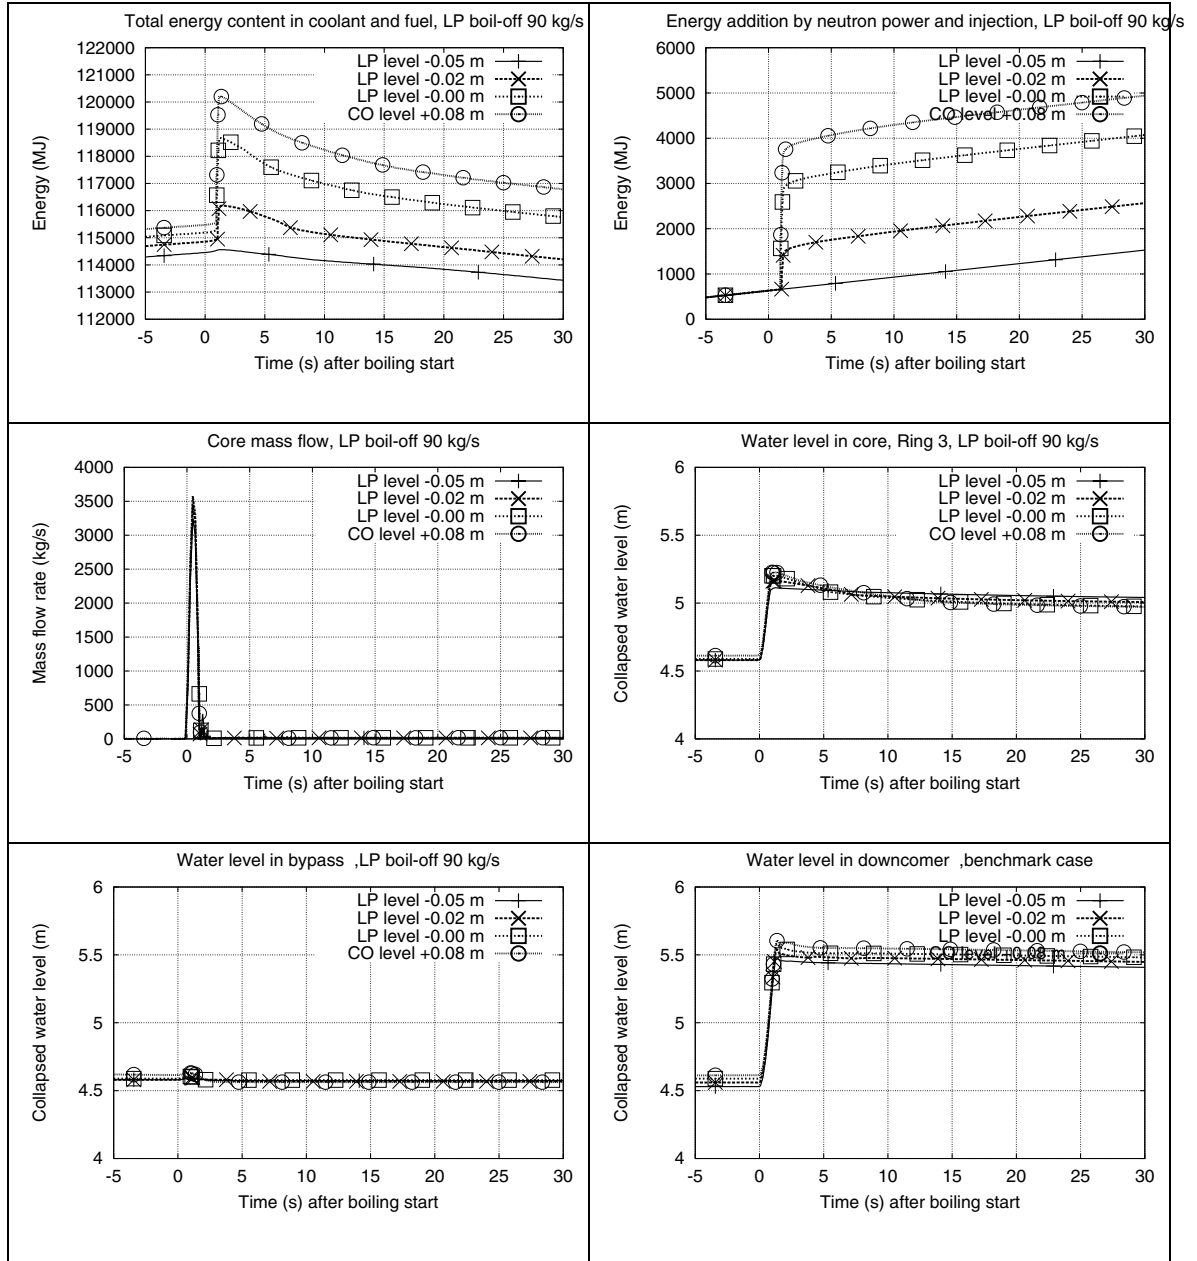 Total energy content in coolant and fuel, LP boil-off 90 kg/s
122000
121000
120000
119000
118000
117000
116000
115000
114000
113000
112000
Energy (MJ)
LP level -0.05 m
LP level -0.02 m
LP level -0.00 m
CO level +0.08 m
-5 0 5 10 15 20 25 30
Time (s) after boiling start
Energy addition by neutron power and injection, LP boil-off 90 kg/s
6000
5000
4000
3000
2000
1000
0
Energy (MJ)
LP level -0.05 m
LP level -0.02 m
LP level -0.00 m
CO level +0.08 m
-5 0 5 10 15 20 25 30
Time (s) after boiling start
Core mass flow, LP boil-off 90 kg/s
4000
3500
3000
2500
2000
1500
1000
500
0
Mass flow rate (kg/s)
LP level -0.05 m
LP level -0.02 m
LP level -0.00 m
CO level +0.08 m
-5 0 5 10 15 20 25 30
Time (s) after boiling start
Water level in core, Ring 3, LP boil-off 90 kg/s
6
5.5
5
4.5
4
Collapsed water level (m)
LP level -0.05 m
LP level -0.02 m
LP level -0.00 m
CO level +0.08 m
-5 0 5 10 15 20 25 30
Time (s) after boiling start
Water level in bypass ,LP boil-off 90 kg/s
6
5.5
5
4.5
4
Collapsed water level (m)
LP level -0.05 m
LP level -0.02 m
LP level -0.00 m
CO level +0.08 m
-5 0 5 10 15 20 25 30
Time (s) after boiling start
Water level in downcomer ,benchmark case
6
5.5
5
4.5
4
Collapsed water level (m)
LP level -0.05 m
LP level -0.02 m
LP level -0.00 m
CO level +0.08 m
-5 0 5 10 15 20 25 30
Time (s) after boiling start